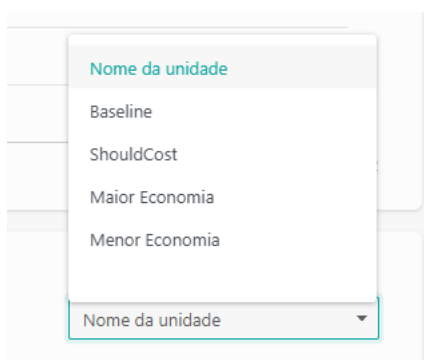 Nome da unidade
Baseline
ShouldCost
Maior Economia
Menor Economia
Nome da unidade